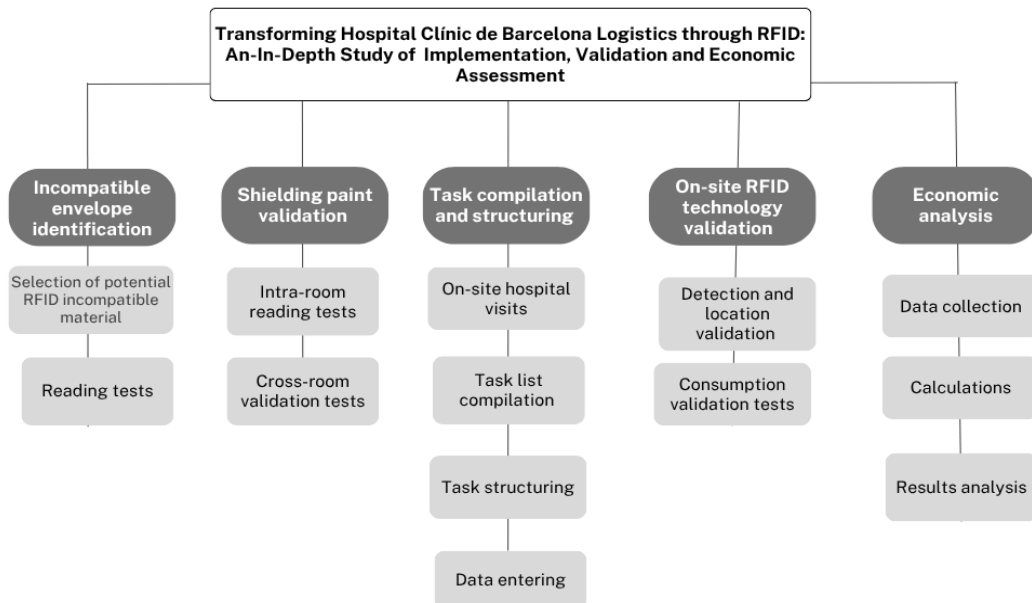 Transforming Hospital Clínic de Barcelona Logistics through RFID:
An-In-Depth Study of Implementation, Validation and Economic
Assessment
Incompatible
envelope
identification
Selection of potential
RFID incompatible
material
Reading tests
Shielding paint
validation
Intra-room
reading tests
Cross-room
validation tests
Task compilation
and structuring
On-site hospital
visits
Task list
compilation
Task structuring
Data entering
On-site RFID
technology
validation
Detection and
location
validation
Consumption
validation tests
Economic
analysis
Data collection
Calculations
Results analysis